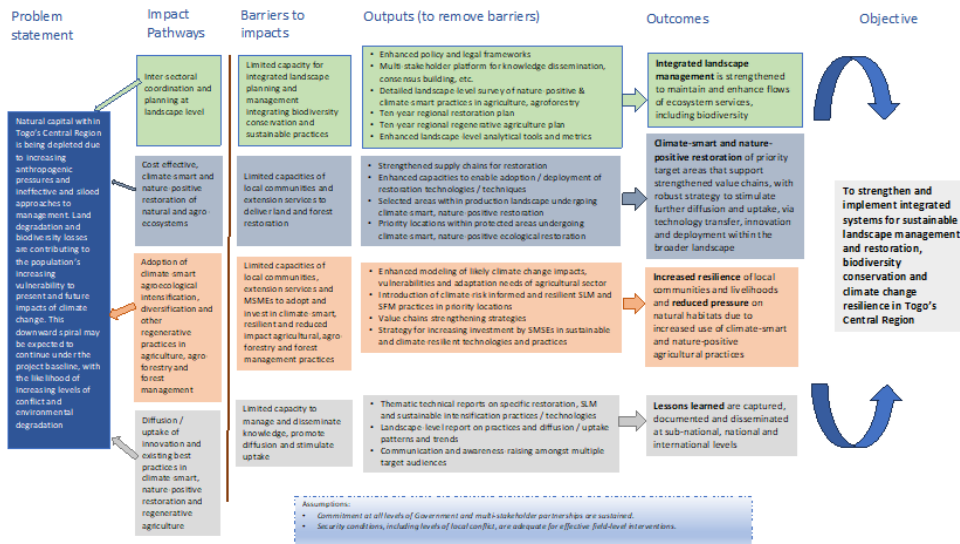 Problem
statement
Impact
Pathways
Barriers to
impacts
Outputs (to remove barriers)
Outcomes
Objective
Natural capital within
Togo's Central Region
is being depleted due
to increasing
anthropogenic
pressures and
ineffective and siloed
approaches to
management. Land
degradation and
biodiversity losses
are contributing to
the population's
increasing
vulnerability to
present and future
impacts of climate
change. This
downward spiral may
be expected to
continue under the
project baseline, with
the likelihood of
increasing levels of
conflict and
environmental
degradation
Inter sectoral
coordination and
planning at
landscape level
Limited capacity for
integrated landscape
planning and
management
integrating biodiversity
conservation and
sustainable practices
• Enhanced policy and legal frameworks
• Multi-stakeholder platform for knowledge dissemination,
consensus building, etc.
• Detailed landscape-level survey of nature-positive &
climate-smart practices in agriculture, agroforestry
• Ten-year regional restoration plan
• Ten-year regional regenerative agriculture plan
• Enhanced landscape-level analytical tools and metrics
Integrated landscape
management is strengthened
to maintain and enhance flows
of ecosystem services,
including biodiversity
Cost effective,
climate-smart and
nature-positive
restoration of
natural and agro-
ecosystems
Limited capacities of
local communities and
extension services to
deliver land and forest
restoration
• Strengthened supply chains for restoration
• Enhanced capacities to enable adoption / deployment of
restoration technologies / techniques
• Selected areas within production landscape undergoing
climate smart, nature-positive restoration
• Priority locations within protected areas undergoing
climate-smart, nature-positive ecological restoration
Climate-smart and nature-
positive restoration of priority
target areas that support
strengthened value chains, with
robust strategy to stimulate
further diffusion and uptake, via
technology transfer, innovation
and deployment within the
broader landscape
Adoption of
climate smart
agroecological
intensification,
diversification and
other
regenerative
practices in
agriculture, agro-
forestry and
forest
management
Limited capacities of
local communities,
extension services and
MSMEs to adopt and
invest in climate-smart,
resilient and reduced
impact agricultural, agro-
forestry and forest
management practices
• Enhanced modeling of likely climate change impacts,
vulnerabilities and adaptation needs of agricultural sector
• Introduction of climate-risk informed and resilient SLM and
SFM practices in priority locations
• Value chains strengthening strategies
• Strategy for increasing investment by SMSEs in sustainable
and climate-resilient technologies and practices
Increased resilience of local
communities and livelihoods
and reduced pressure on
natural habitats due to
increased use of climate-smart
and nature-positive
agricultural practices
Diffusion /
uptake of
innovation and
existing best
practices in
climate smart,
nature-positive
restoration and
regenerative
agriculture
Limited capacity to
manage and disseminate
knowledge, promote
diffusion and stimulate
uptake
• Thematic technical reports on specific restoration, SLM
and sustainable intensification practices / technologies
• Landscape-level report on practices and diffusion / uptake
patterns and trends
• Communication and awareness-raising amongst multiple
target audiences
Lessons learned are captured,
documented and disseminated
at sub-national, national and
international levels
To strengthen and
implement integrated
systems for sustainable
landscape management
and restoration,
biodiversity
conservation and
climate change
resilience in Togo's
Central Region
Assumptions:
• Commitment at all levels of Government and multi-stakeholder partnerships are sustained.
• Security conditions, including levels of local conflict, are adequate for effective field-level interventions.